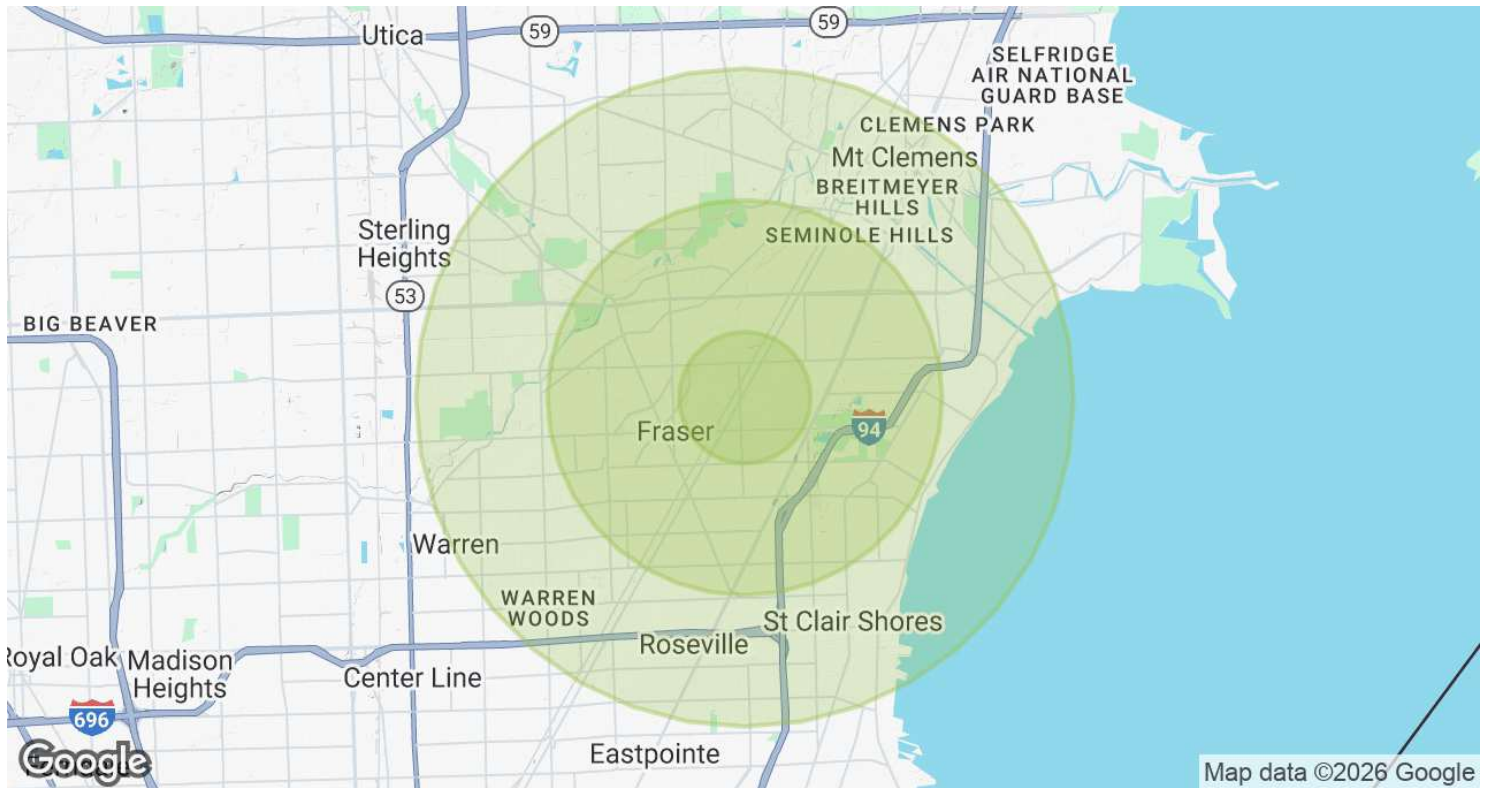 Utica
59
59
SELFRIDGE
AIR NATIONAL
GUARD BASE
CLEMENS PARK
Mt Clemens
BREITMEYER
HILLS
SEMINOLE HILLS
Sterling
Heights
53
BIG BEAVER
Fraser
94
Warren
WARREN
WOODS
St Clair Shores
Roseville
Royal Oak
Madison
Heights
Center Line
696
Eastpointe
Google
Map data ©2026 Google